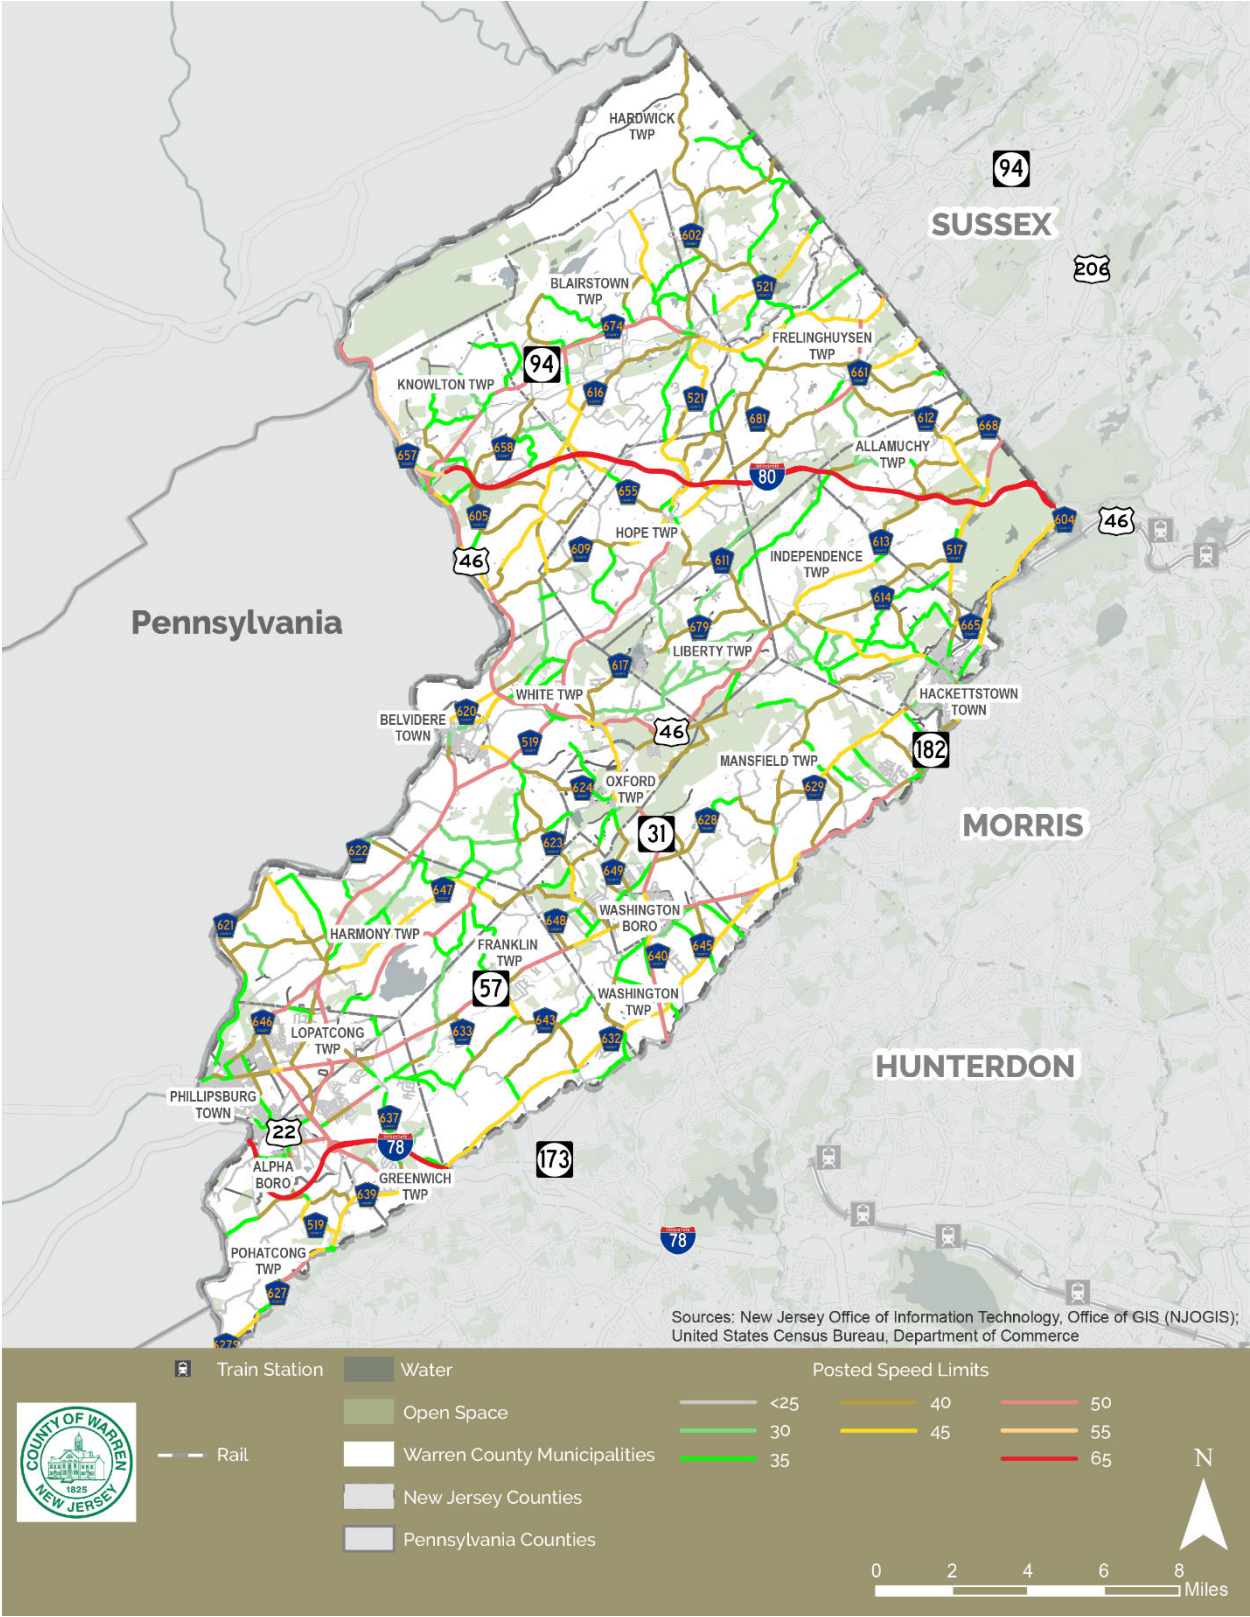 HARDWICK
TWP
94
SUSSEX
206
602
BLAIRSTOWN
TWP
521
674
FRELINGHUYSEN
TWP
94
KNOWLTON TWP
661
616
521
681
612
668
658
657
ALLAMUCHY
TWP
80
655
605
604
46
HOPE TWP
613
46
609
611
INDEPENDENCE
TWP
517
614
Pennsylvania
679
665
LIBERTY TWP
617
WHITE TWP
HACKETTSTOWN
TOWN
620
BELVIDERE
TOWN
519
46
182
MANSFIELD TWP
OXFORD
TWP
624
629
31
628
MORRIS
622
623
649
647
WASHINGTON
BORO
648
621
HARMONY TWP
FRANKLIN
TWP
640
645
57
WASHINGTON
TWP
646
LOPATCONG
TWP
633
643
632
HUNTERDON
PHILLIPSBURG
TOWN
637
22
78
173
ALPHA
BORO
GREENWICH
TWP
639
519
78
POHATCONG
TWP
627
Sources: New Jersey Office of Information Technology, Office of GIS (NJOGIS);
United States Census Bureau, Department of Commerce
Train Station
Water
Posted Speed Limits
Open Space
<25
40
50
30
45
55
35
65
Rail
Warren County Municipalities
New Jersey Counties
Pennsylvania Counties
COUNTY OF WARREN
1825
NEW JERSEY
N
0 2 4 6 8
Miles